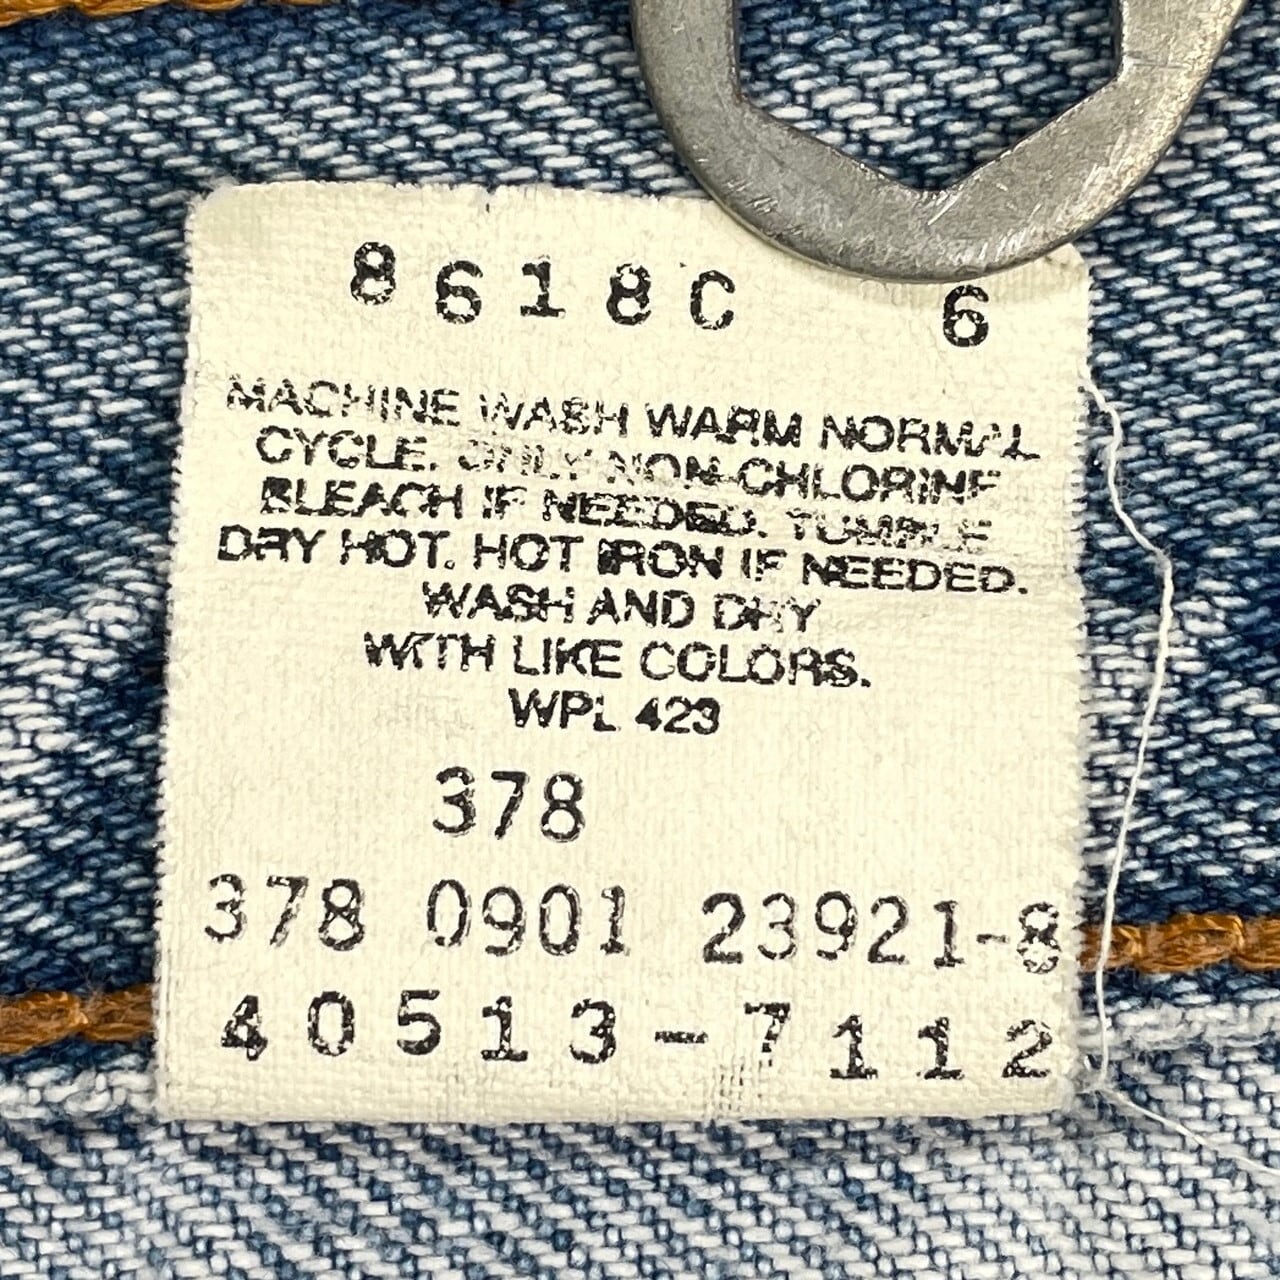 8618C 6
MACHINE WASH WARM NORMAL
CYCLE. ONLY NON-CHLORINE
BLEACH IF NEEDED. TUMBLE
DRY HOT. HOT IRON IF NEEDED.
WASH AND DRY
WITH LIKE COLORS.
WPL 423
378
378 0901 23921-8
40513-7112